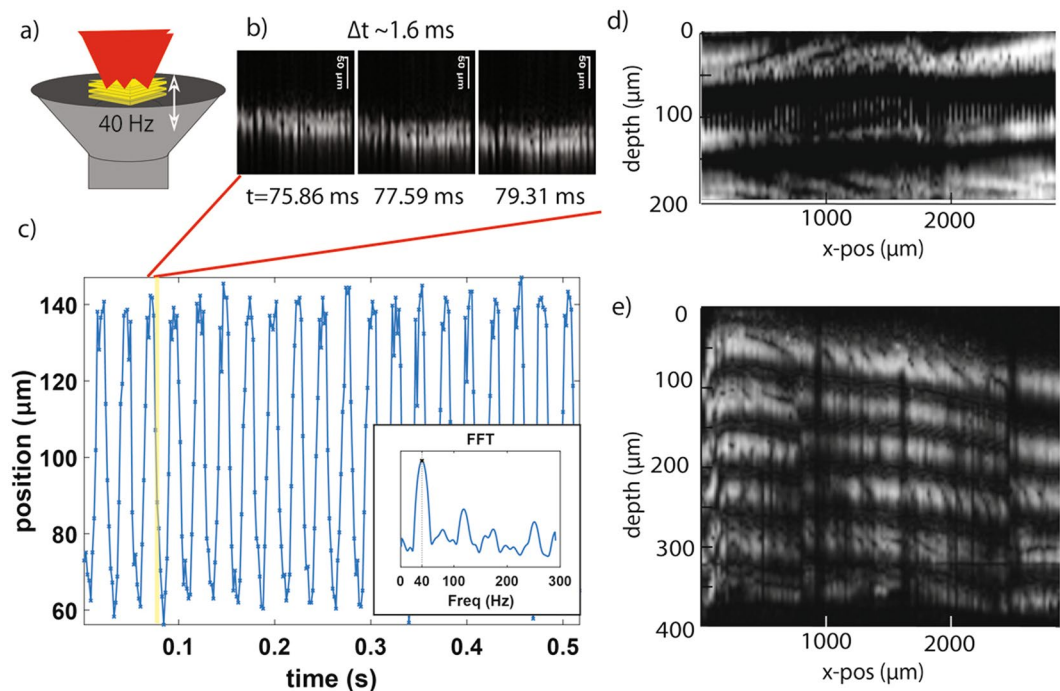 a)
40 Hz
b)
Δt ~1.6 ms
50 µm
50 µm
50 µm
t=75.86 ms
77.59 ms
79.31 ms
c)
140
120
100
80
60
position (µm)
0.1
0.2
0.3
0.4
0.5
time (s)
FFT
0
40
100
200
300
Freq (Hz)
d)
0
100
200
depth (µm)
1000
2000
x-pos (µm)
e)
0
100
200
300
400
depth (µm)
1000
2000
x-pos (µm)